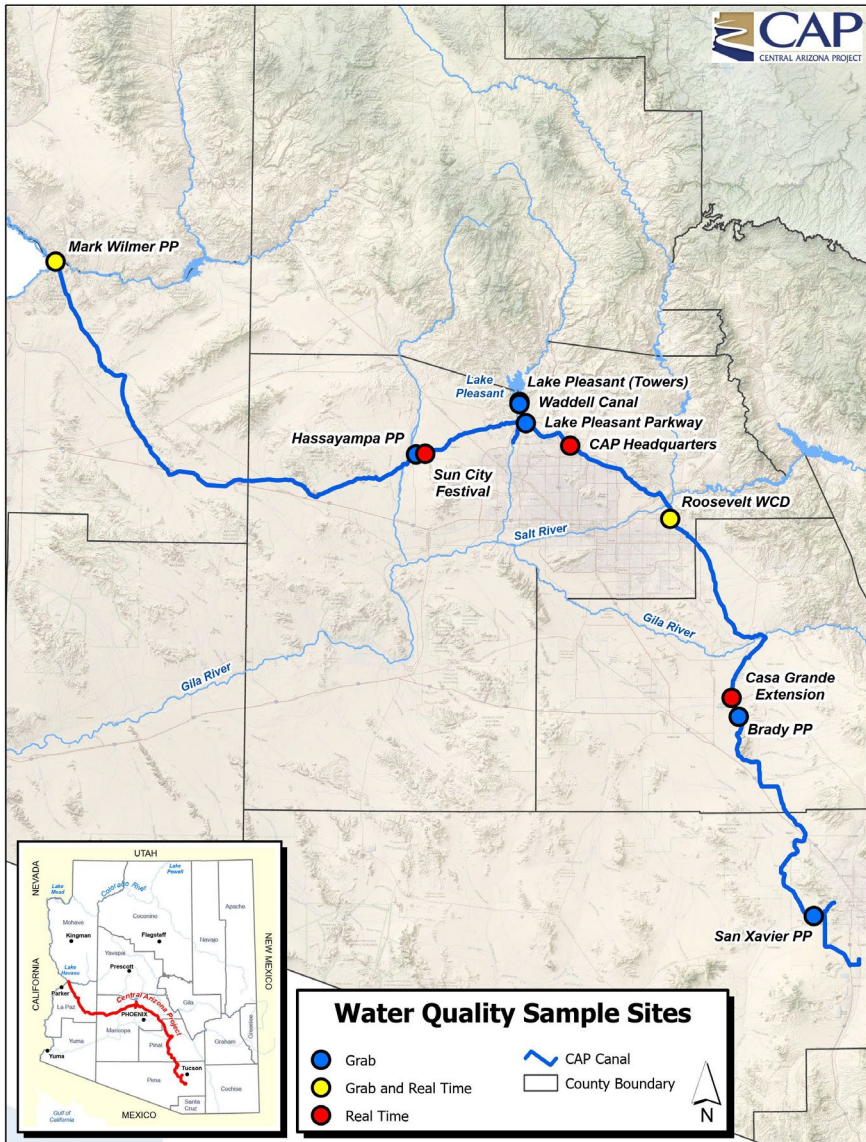 CAP
CENTRAL ARIZONA PROJECT
Mark Wilmer PP
Lake
Pleasant
Lake Pleasant (Towers)
Waddell Canal
Lake Pleasant Parkway
Hassayampa PP
CAP Headquarters
Sun City
Festival
Roosevelt WCD
Salt River
Gila River
Gila River
Casa Grande
Extension
Brady PP
San Xavier PP
UTAH
NEVADA
Lake
Mead
Colorado River
Lake
Powell
Mohave
Kingman
Coconino
Flagstaff
Navajo
Apache
CALIFORNIA
NEW MEXICO
Lake
Havasu
Yavapai
Prescott
Parker
La Paz
Central Arizona Project
Gila
PHOENIX
Maricopa
Yuma
Yuma
Pinal
Graham
Greenlee
Pima
Tucson
Cochise
Santa
Cruz
Gulf of
California
MEXICO
Water Quality Sample Sites
Grab
Grab and Real Time
Real Time
CAP Canal
County Boundary
N